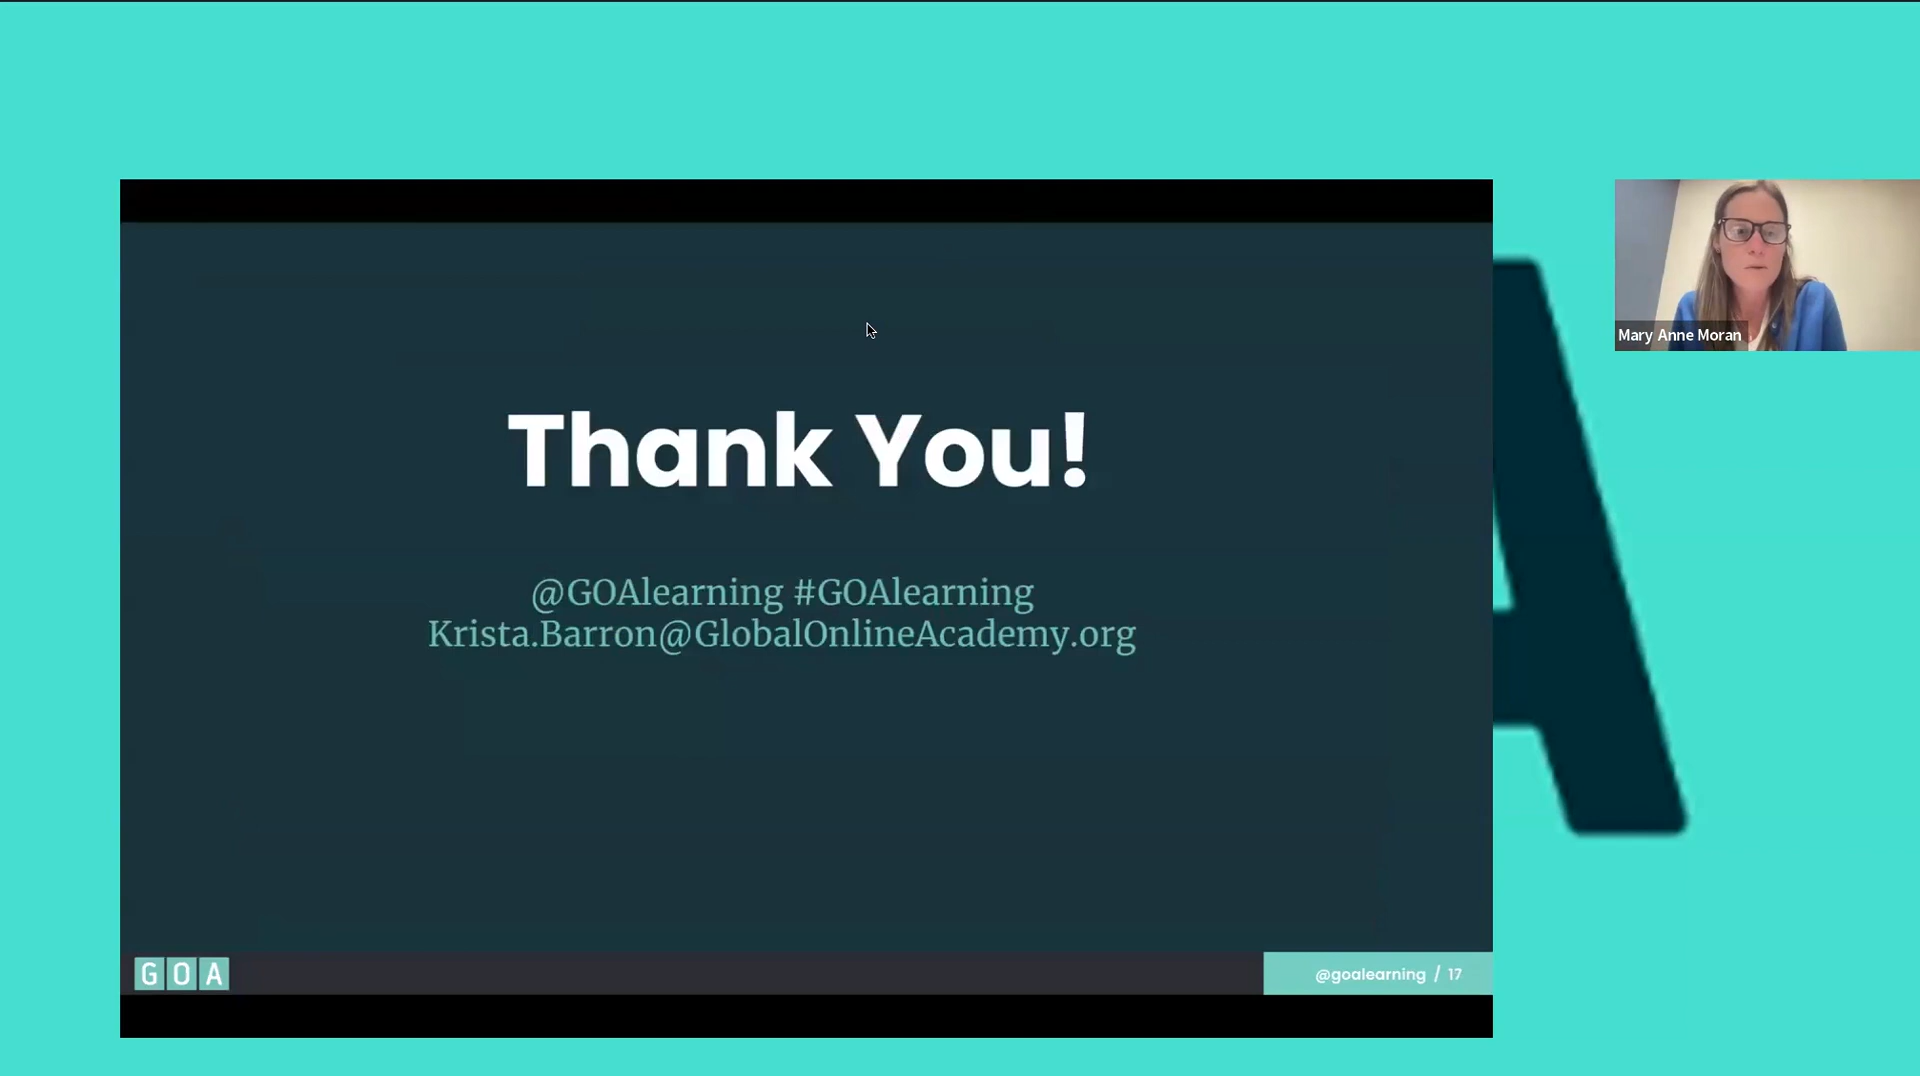 Thank You!
@GOAlearning #GOAlearning
Krista.Barron@GlobalOnlineAcademy.org
GOA
@goalearning / 17
Mary Anne Moran
A